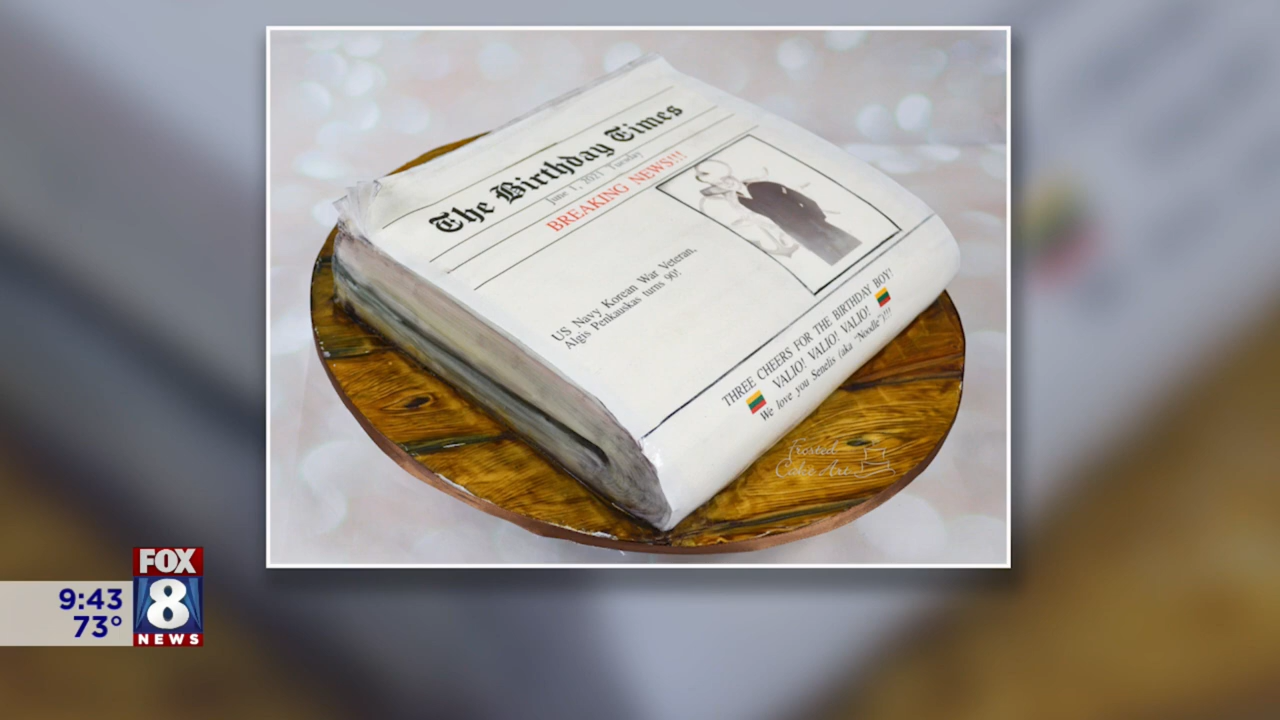 The Birthday Times
June 1, 2021 Tuesday
BREAKING NEWS!!!
US Navy Korean War Veteran,
Algis Penkauskas turns 90!
THREE CHEERS FOR THE BIRTHDAY BOY!
VALIO! VALIO! VALIO!
We love you Senelis (aka "Noodle")!!!
Frosted
Cake Art
9:43
73°
FOX
8
NEWS